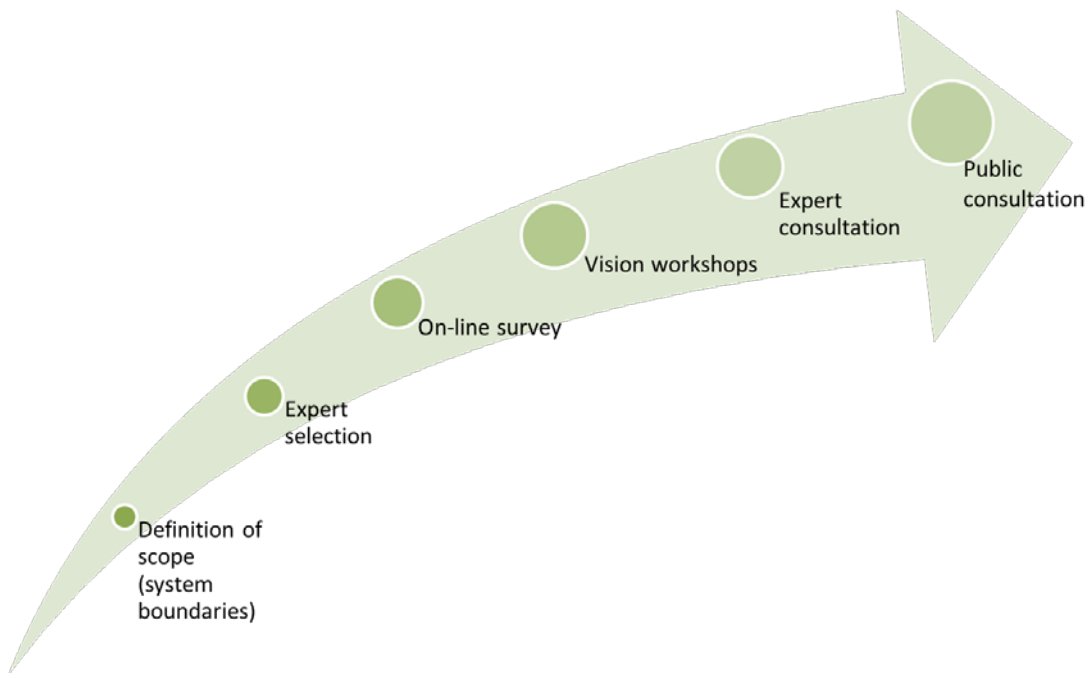 Definition of
scope
(system
boundaries)
Expert
selection
On-line survey
Vision workshops
Expert
consultation
Public
consultation